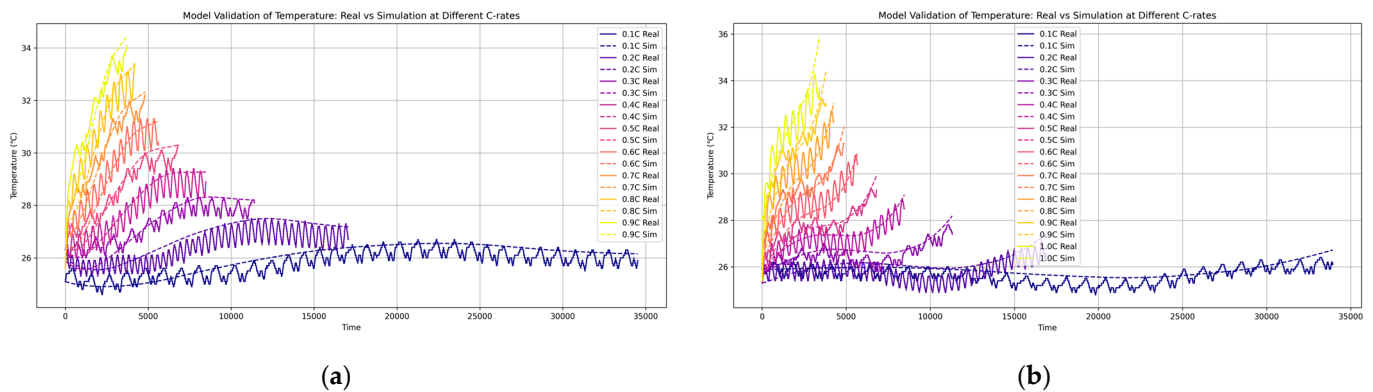 Model Validation of Temperature: Real vs Simulation at Different C-rates
Temperature (℃)
34
32
30
28
26
0
5000
10000
15000
20000
25000
30000
35000
Time
0.1C Real
0.1C Sim
0.2C Real
0.2C Sim
0.3C Real
0.3C Sim
0.4C Real
0.4C Sim
0.5C Real
0.5C Sim
0.6C Real
0.6C Sim
0.7C Real
0.7C Sim
0.8C Real
0.8C Sim
0.9C Real
0.9C Sim
(a)
Model Validation of Temperature: Real vs Simulation at Different C-rates
Temperature (℃)
36
34
32
30
28
26
0
5000
10000
15000
20000
25000
30000
35000
Time
0.1C Real
0.1C Sim
0.2C Real
0.2C Sim
0.3C Real
0.3C Sim
0.4C Real
0.4C Sim
0.5C Real
0.5C Sim
0.6C Real
0.6C Sim
0.7C Real
0.7C Sim
0.8C Real
0.8C Sim
0.9C Real
0.9C Sim
1.0C Real
1.0C Sim
(b)